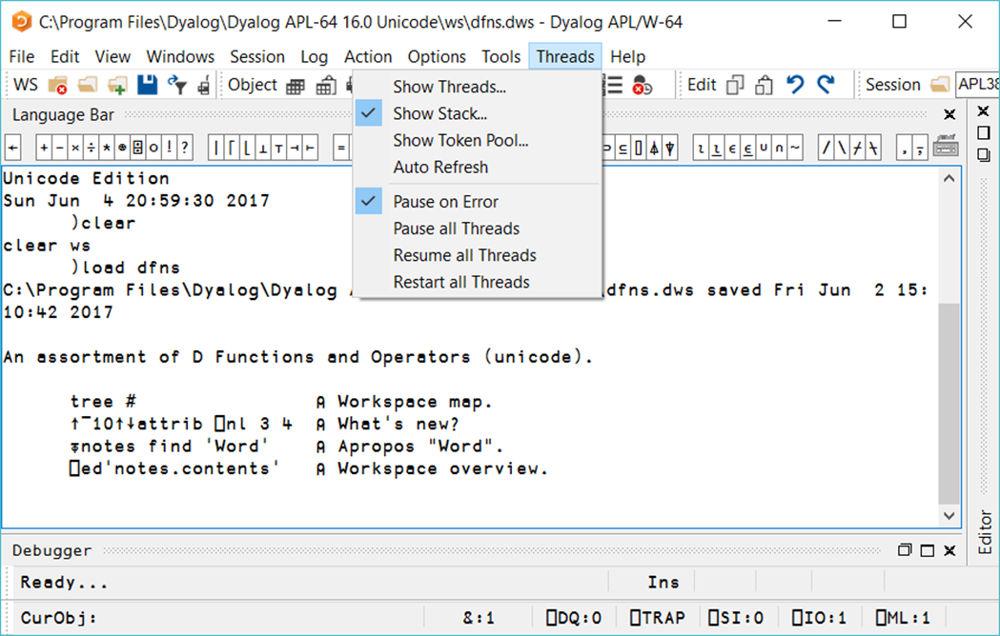 C:\Program Files\Dyalog\Dyalog APL-64 16.0 Unicode\ws\dfns.dws - Dyalog APL/W-64
File Edit View Windows Session Log Action Options Tools Threads Help
WS Object Edit Session APL38
Language Bar
← + − × ÷ * ⍟ ⌹ ○ ! ? | ⌈ ⌊ ⊥ ⊤ ⊣ ⊢ = ⊆ ⌷ ⍋ ⍒ ⍳ ⍸ ∊ ⍷ ∪ ∩ ~ / \ ⌿ ⍀ , ⍪
Show Threads...
Show Stack...
Show Token Pool...
Auto Refresh
Pause on Error
Pause all Threads
Resume all Threads
Restart all Threads
Unicode Edition
Sun Jun  4 20:59:30 2017
      )clear
clear ws
      )load dfns
C:\Program Files\Dyalog\Dyalog dfns.dws saved Fri Jun  2 15:
10:42 2017
An assortment of D Functions and Operators (unicode).
      tree #                ⍝ Workspace map.
      ↑¯10↑↓attrib ⎕nl 3 4  ⍝ What's new?
      ⍕notes find 'Word'    ⍝ Apropos "Word".
      ⎕ed'notes.contents'   ⍝ Workspace overview.
Editor
Debugger
Ready... Ins
CurObj: &:1 ⎕DQ:0 ⎕TRAP ⎕SI:0 ⎕IO:1 ⎕ML:1